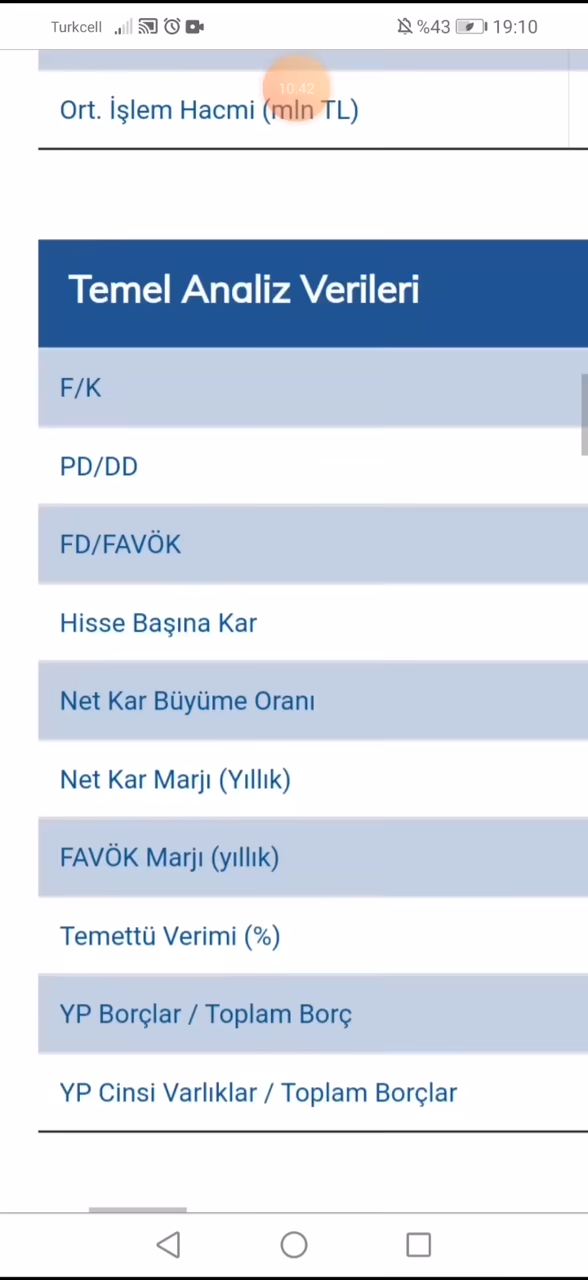 Turkcell %43 19:10
10:42
Ort. İşlem Hacmi (mln TL)
Temel Analiz Verileri
F/K
PD/DD
FD/FAVÖK
Hisse Başına Kar
Net Kar Büyüme Oranı
Net Kar Marjı (Yıllık)
FAVÖK Marjı (yıllık)
Temettü Verimi (%)
YP Borçlar / Toplam Borç
YP Cinsi Varlıklar / Toplam Borçlar